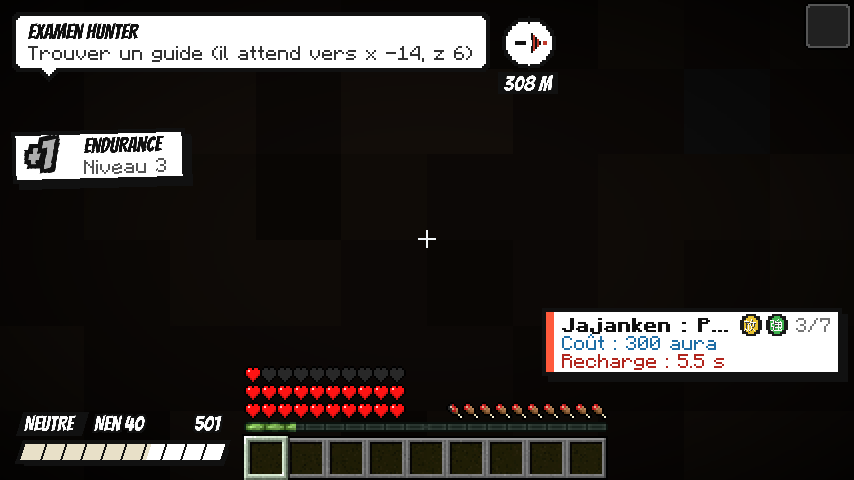 EXAMEN HUNTER
Trouver un guide (il attend vers x -14, z 6)
308 M
+1
ENDURANCE
Niveau 3
Jajanken : P...
3/7
Coût : 300 aura
Recharge : 5.5 s
NEUTRE
NEN 40
501